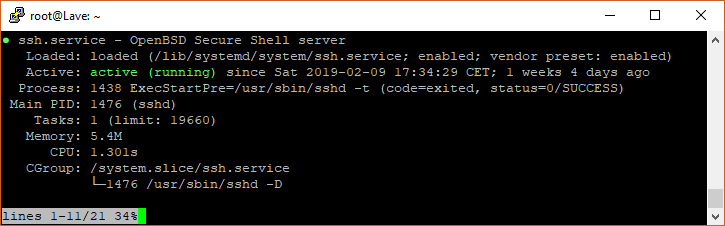 root@Lave: ~
● ssh.service - OpenBSD Secure Shell server
   Loaded: loaded (/lib/systemd/system/ssh.service; enabled; vendor preset: enabled)
   Active: active (running) since Sat 2019-02-09 17:34:29 CET; 1 weeks 4 days ago
  Process: 1438 ExecStartPre=/usr/sbin/sshd -t (code=exited, status=0/SUCCESS)
 Main PID: 1476 (sshd)
    Tasks: 1 (limit: 19660)
   Memory: 5.4M
      CPU: 1.301s
   CGroup: /system.slice/ssh.service
           └─1476 /usr/sbin/sshd -D
lines 1-11/21 34%